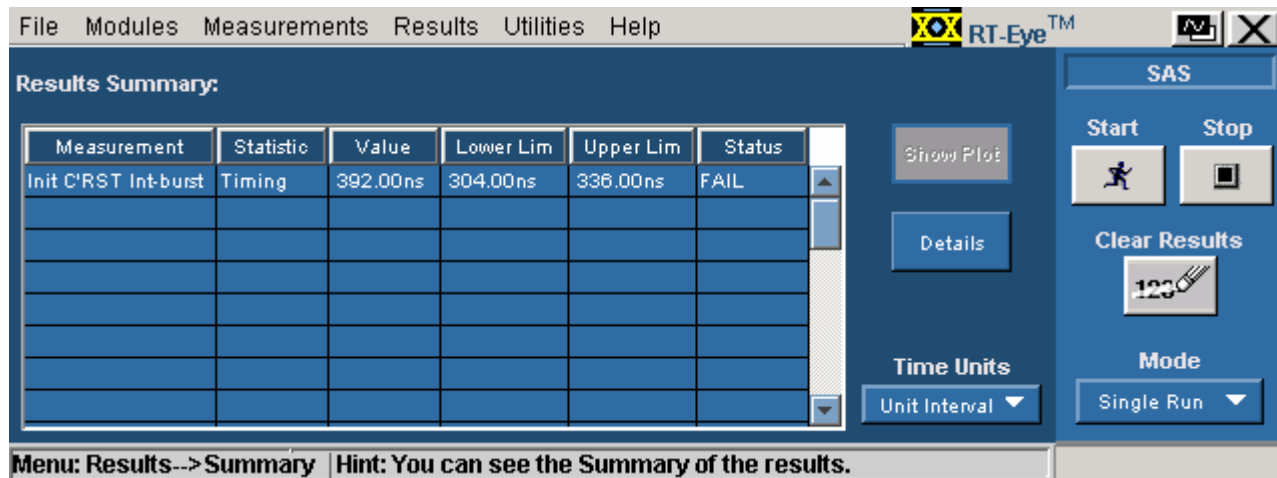 File Modules Measurements Results Utilities Help XOX RT-Eye™
Results Summary:
SAS
Measurement Statistic Value Lower Lim Upper Lim Status
Init C'RST Int-burst Timing 392.00ns 304.00ns 336.00ns FAIL
Show Plot
Details
Start Stop
Clear Results
123
Time Units
Unit Interval
Mode
Single Run
Menu: Results-->Summary Hint: You can see the Summary of the results.